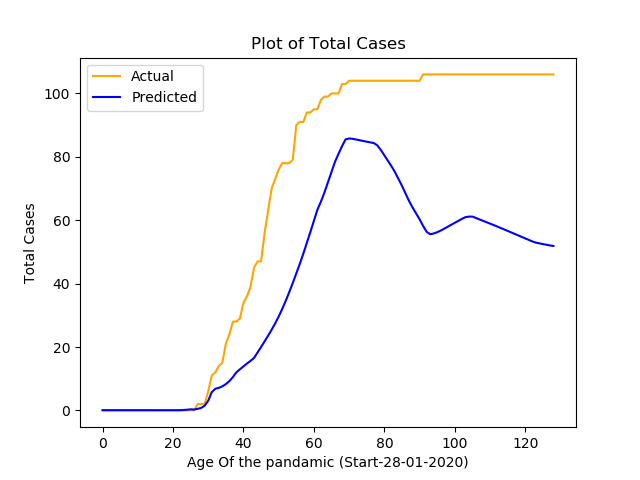 Plot of Total Cases
Actual
Predicted
100
80
60
40
20
0
Total Cases
0 20 40 60 80 100 120
Age Of the pandamic (Start-28-01-2020)